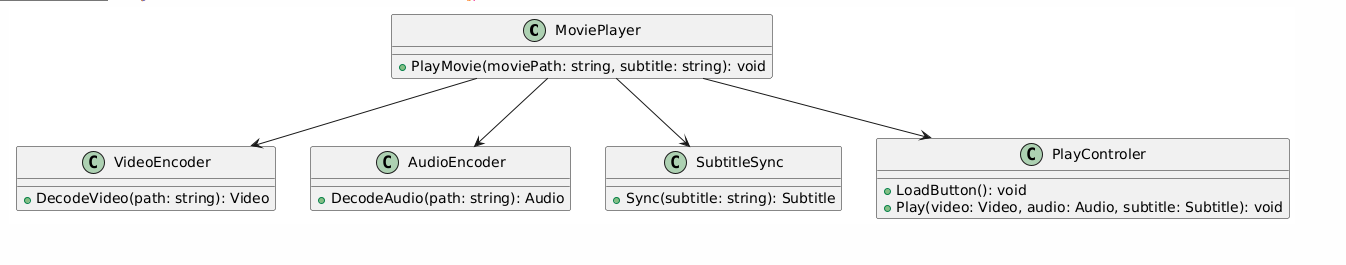 C MoviePlayer
PlayMovie(moviePath: string, subtitle: string): void
C VideoEncoder
DecodeVideo(path: string): Video
C AudioEncoder
DecodeAudio(path: string): Audio
C SubtitleSync
Sync(subtitle: string): Subtitle
C PlayControler
LoadButton(): void
Play(video: Video, audio: Audio, subtitle: Subtitle): void